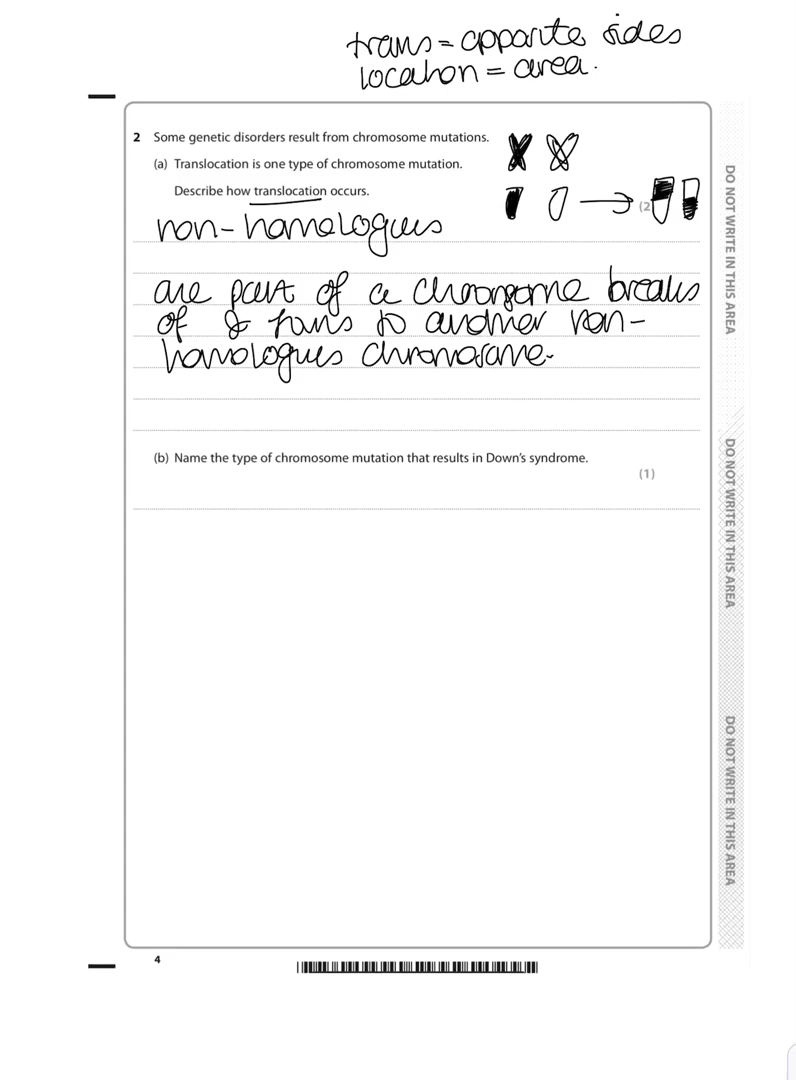 trans = opposite sides
location = area.
2 Some genetic disorders result from chromosome mutations.
(a) Translocation is one type of chromosome mutation.
Describe how translocation occurs.
(2
non-homologues
are part of a chromosome breaks
of & joins to another non-
homologues chromosome.
(b) Name the type of chromosome mutation that results in Down's syndrome.
(1)
4
DO NOT WRITE IN THIS AREA
DO NOT WRITE IN THIS AREA
DO NOT WRITE IN THIS AREA